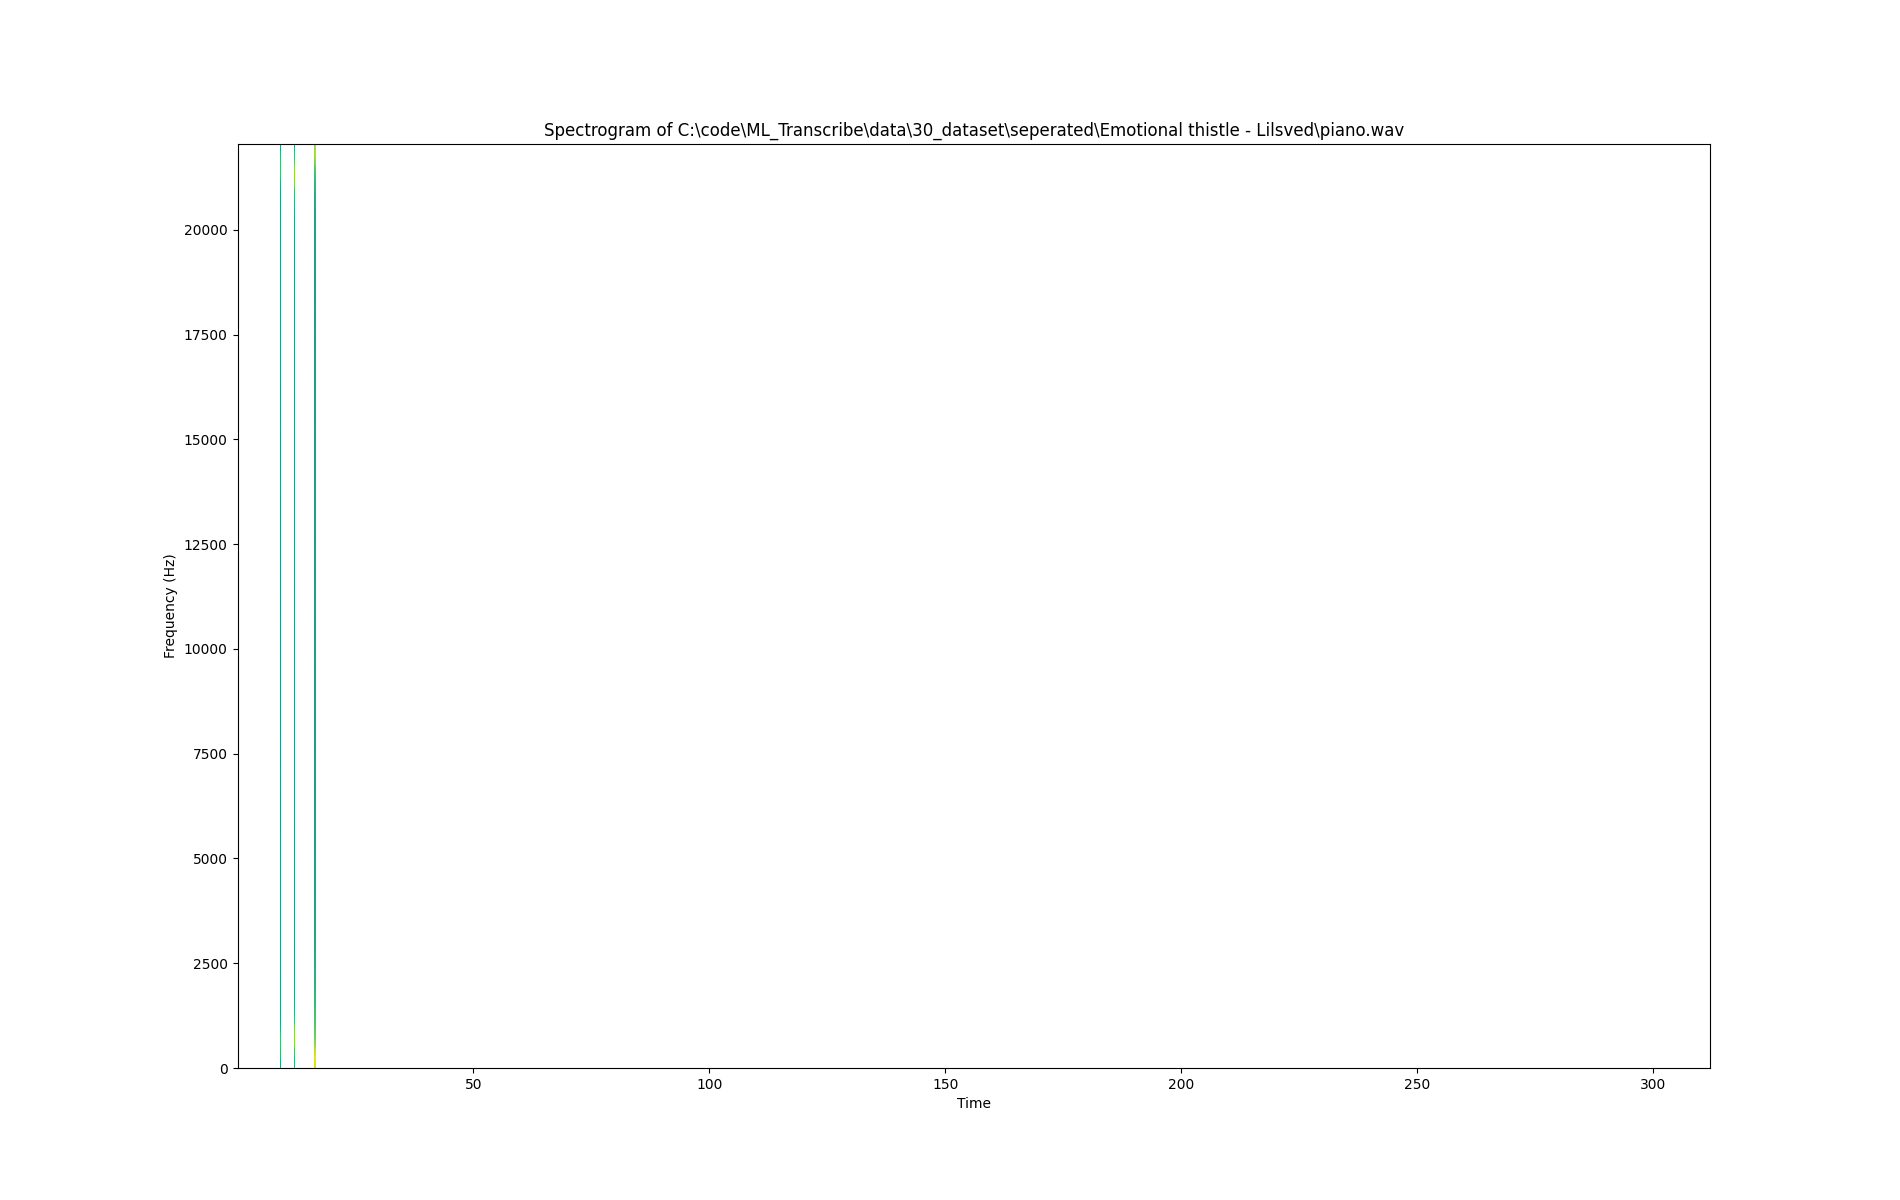 Spectrogram of C:\code\ML_Transcribe\data\30_dataset\seperated\Emotional thistle - Lilsved\piano.wav
20000
17500
15000
12500
10000
7500
5000
2500
0
Frequency (Hz)
50 100 150 200 250 300
Time